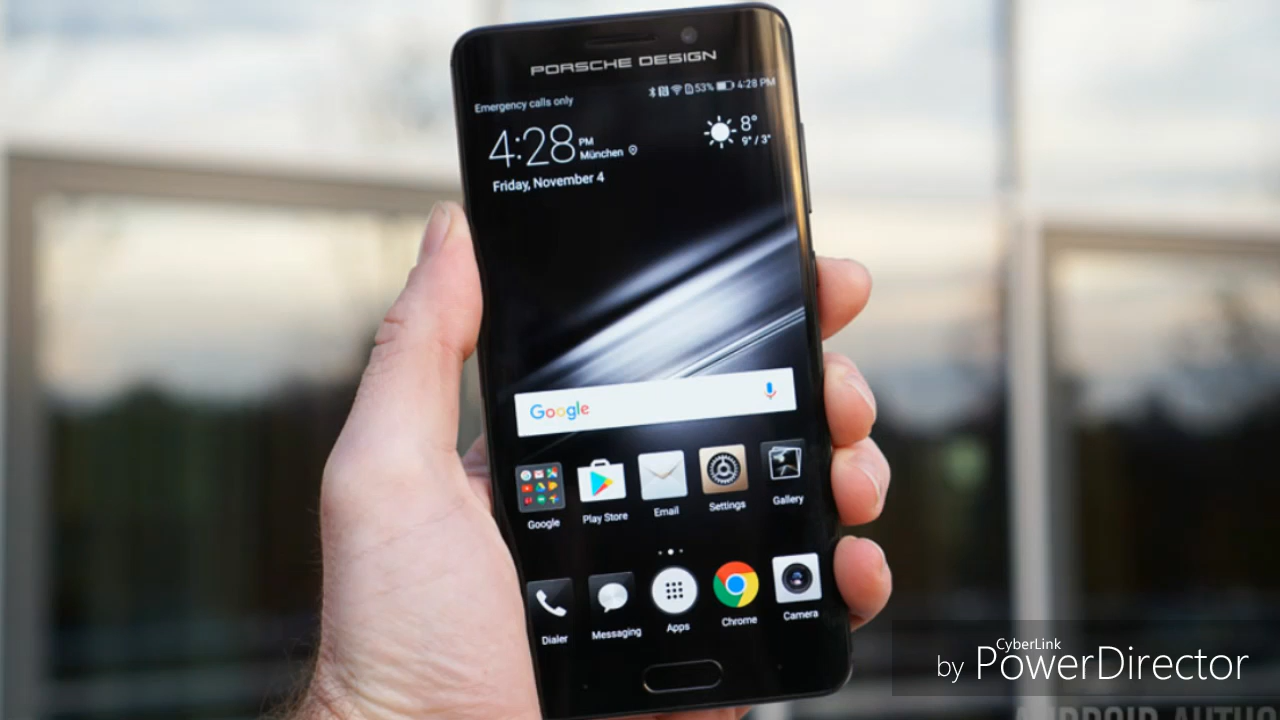 PORSCHE DESIGN
Emergency calls only
53% 4:28 PM
4:28 PM
München
Friday, November 4
8°
9° / 3°
Google
Google
Play Store
Email
Settings
Gallery
Dialer
Messaging
Apps
Chrome
Camera
CyberLink
by PowerDirector